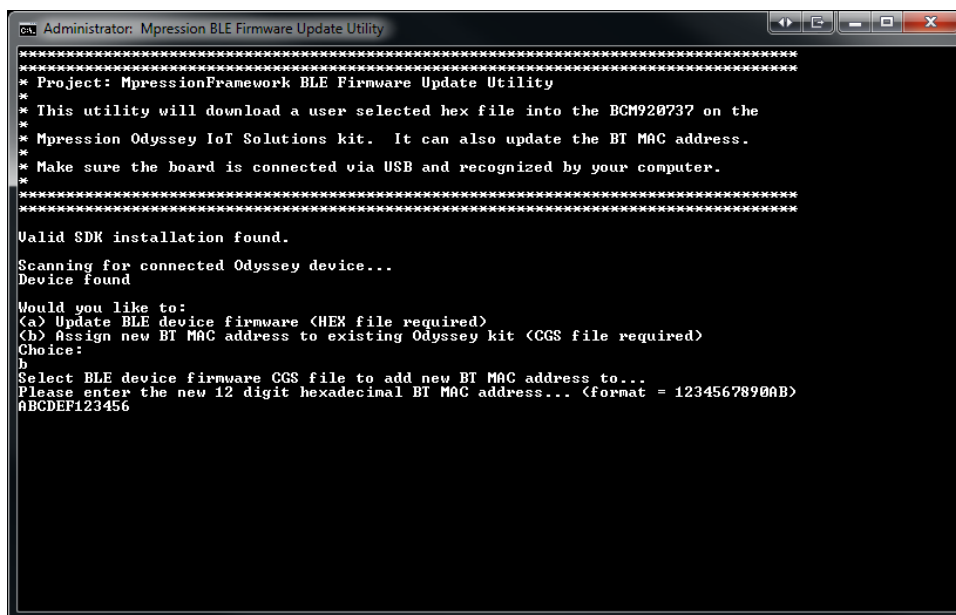 Administrator: Mpression BLE Firmware Update Utility
*******************************************************************************
*******************************************************************************
* Project: MpressionFramework BLE Firmware Update Utility
*
* This utility will download a user selected hex file into the BCM920737 on the
*
* Mpression Odyssey IoT Solutions kit.  It can also update the BT MAC address.
*
* Make sure the board is connected via USB and recognized by your computer.
*
*******************************************************************************
*******************************************************************************
Valid SDK installation found.
Scanning for connected Odyssey device...
Device found
Would you like to:
(a) Update BLE device firmware (HEX file required)
(b) Assign new BT MAC address to existing Odyssey kit (CGS file required)
Choice:
b
Select BLE device firmware CGS file to add new BT MAC address to...
Please enter the new 12 digit hexadecimal BT MAC address... (format = 1234567890AB)
ABCDEF123456